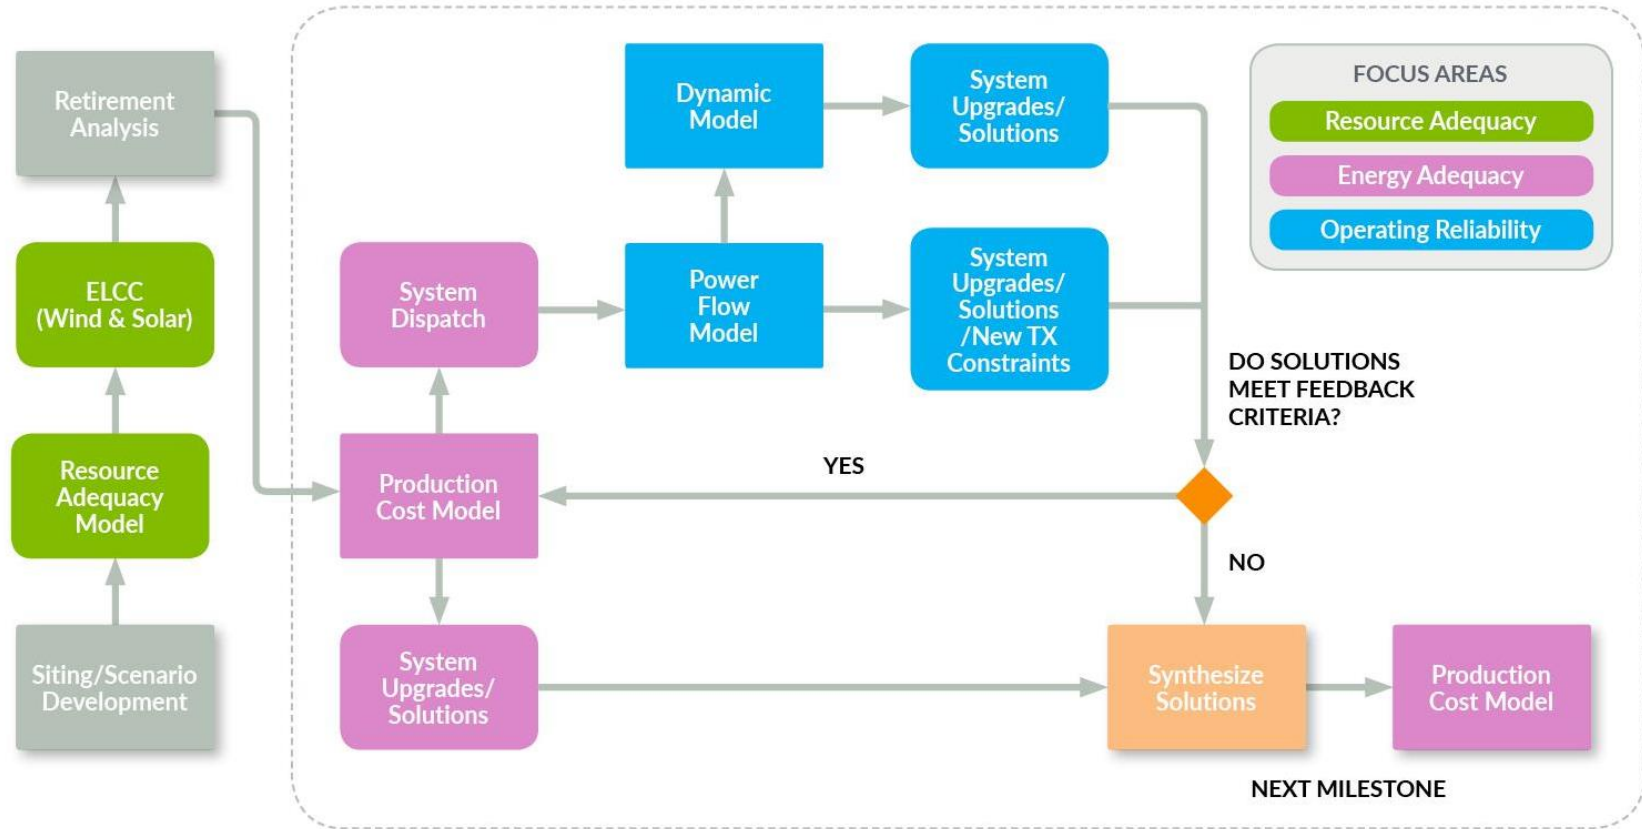 Retirement
Analysis
ELCC
(Wind & Solar)
Resource
Adequacy
Model
Siting/Scenario
Development
Dynamic
Model
System
Upgrades/
Solutions
System
Dispatch
Power
Flow
Model
System
Upgrades/
Solutions
/New TX
Constraints
Production
Cost Model
System
Upgrades/
Solutions
FOCUS AREAS
Resource Adequacy
Energy Adequacy
Operating Reliability
DO SOLUTIONS
MEET FEEDBACK
CRITERIA?
YES
NO
Synthesize
Solutions
Production
Cost Model
NEXT MILESTONE